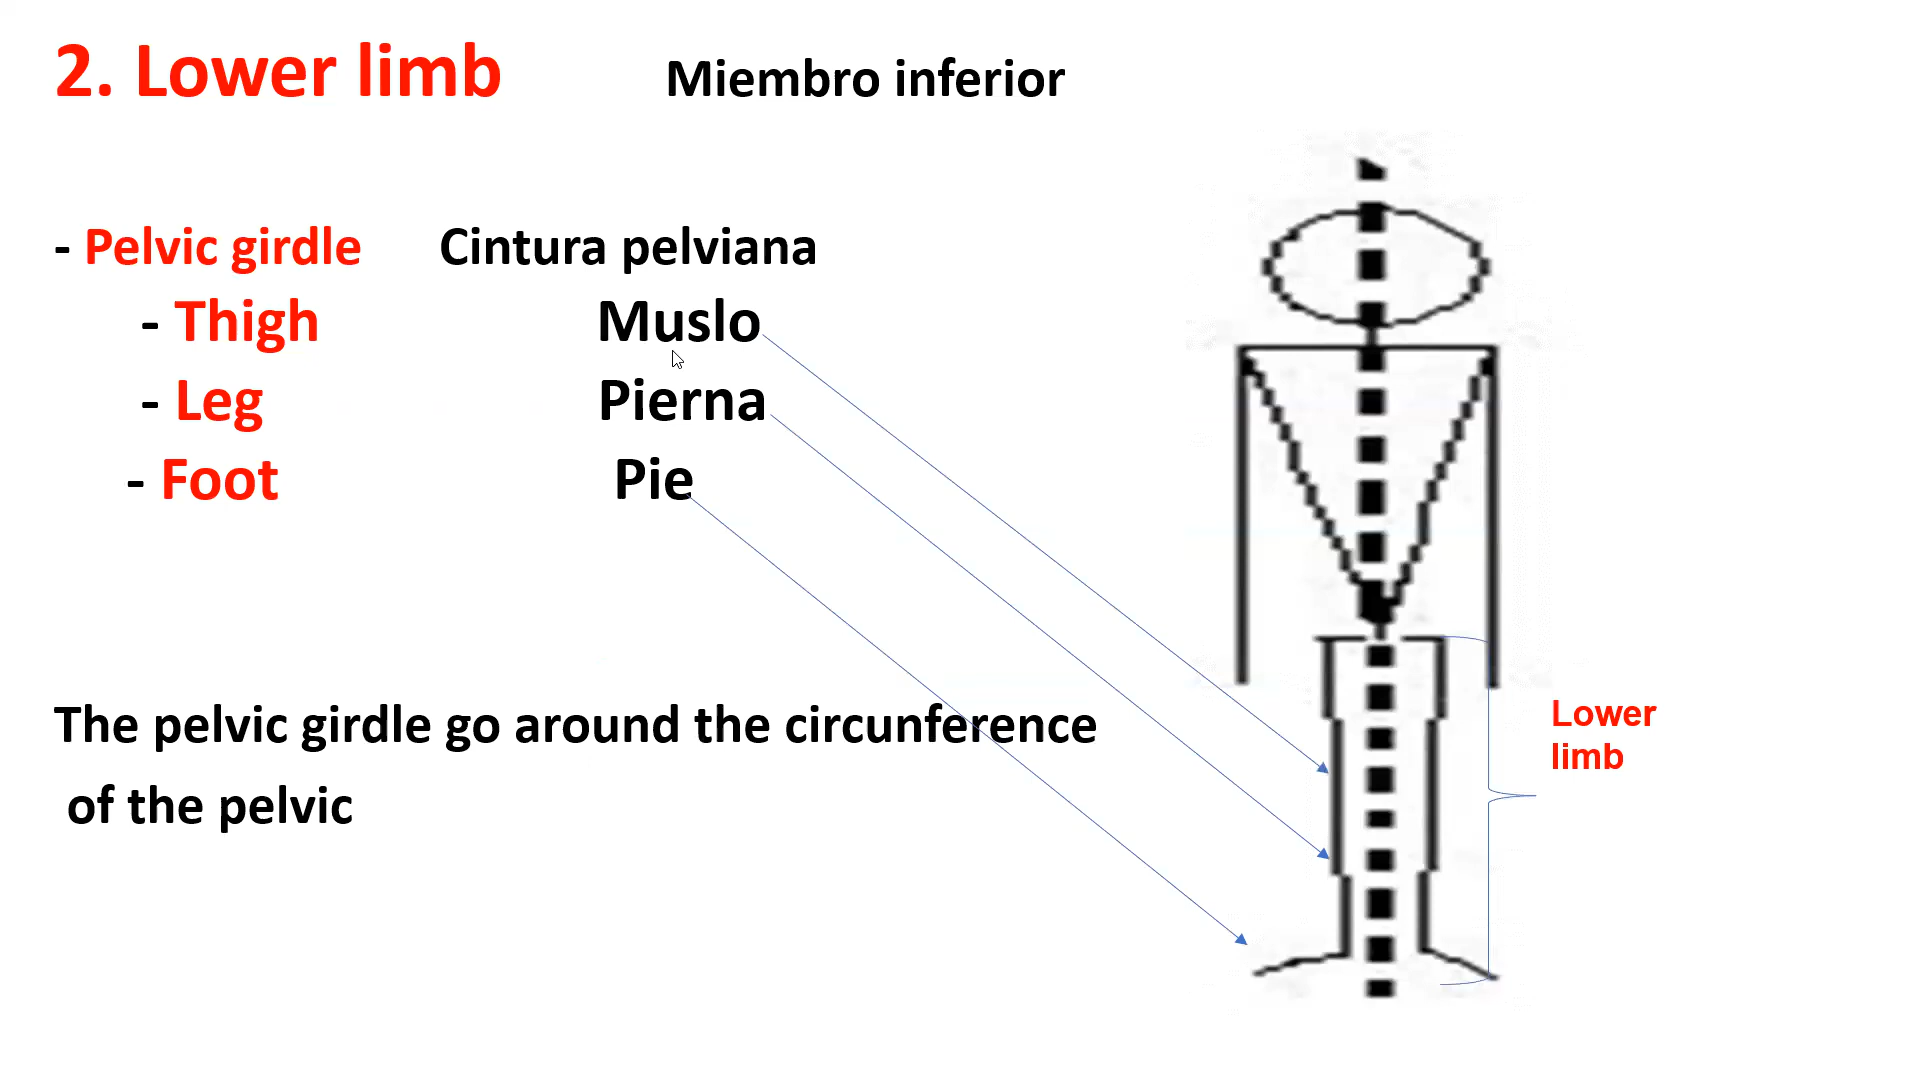 2. Lower limb Miembro inferior
- Pelvic girdle Cintura pelviana
- Thigh Muslo
- Leg Pierna
- Foot Pie
The pelvic girdle go around the circunference
of the pelvic
Lower
limb